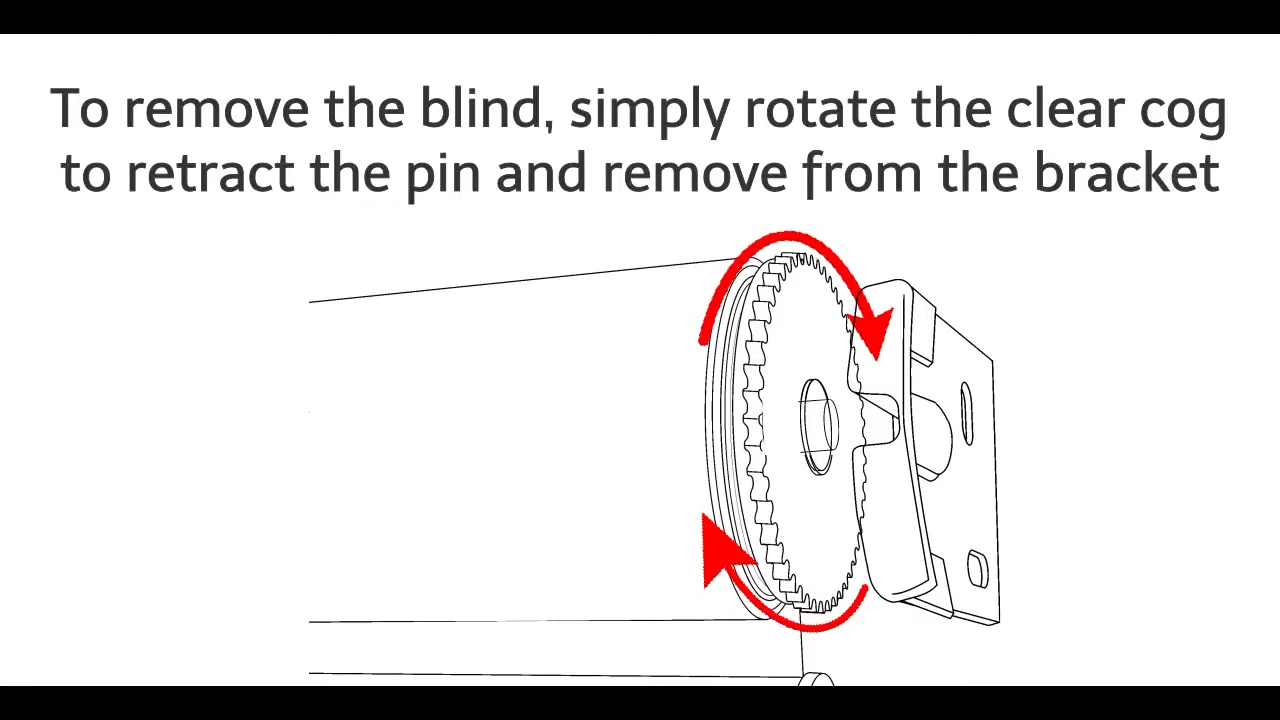 To remove the blind, simply rotate the clear cog
to retract the pin and remove from the bracket